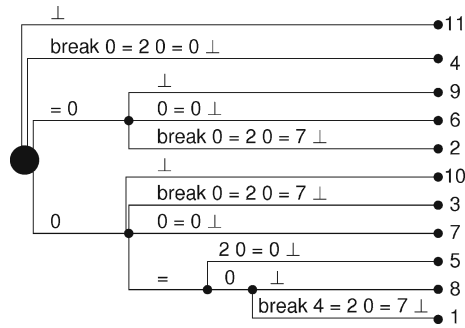 ⊥ 11
break 0 = 2 0 = 0 ⊥ 4
⊥ 9
= 0 0 = 0 ⊥ 6
break 0 = 2 0 = 7 ⊥ 2
⊥ 10
break 0 = 2 0 = 7 ⊥ 3
0 0 = 0 ⊥ 7
2 0 = 0 ⊥ 5
= 0 ⊥ 8
break 4 = 2 0 = 7 ⊥ 1